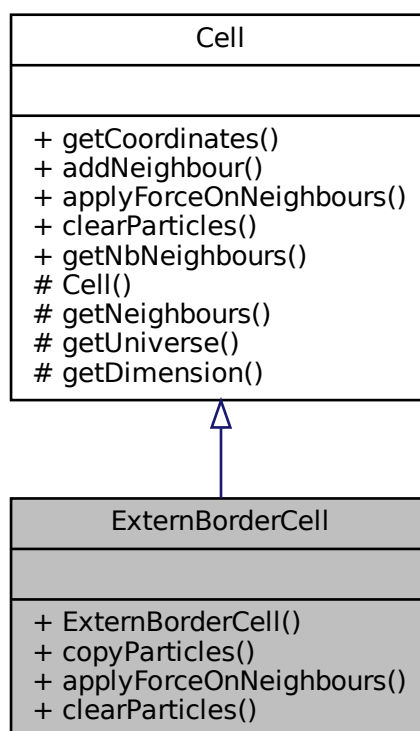 Cell
+ getCoordinates()
+ addNeighbour()
+ applyForceOnNeighbours()
+ clearParticles()
+ getNbNeighbours()
# Cell()
# getNeighbours()
# getUniverse()
# getDimension()
ExternBorderCell
+ ExternBorderCell()
+ copyParticles()
+ applyForceOnNeighbours()
+ clearParticles()